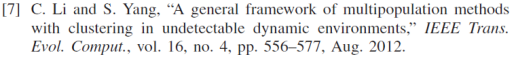 [7] C. Li and S. Yang, “A general framework of multipopulation methods
with clustering in undetectable dynamic environments,” IEEE Trans.
Evol. Comput., vol. 16, no. 4, pp. 556–577, Aug. 2012.